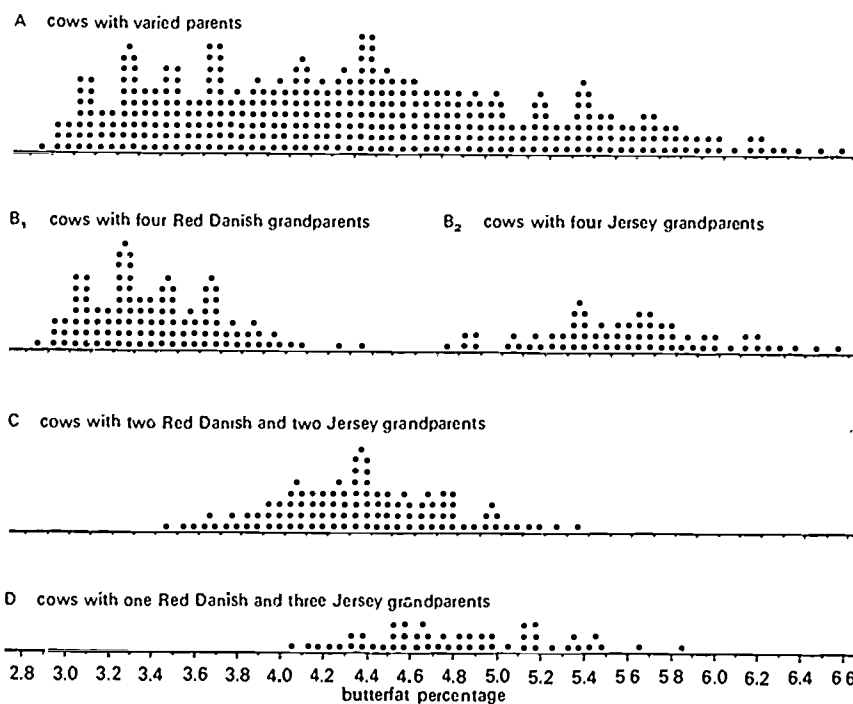 A cows with varied parents
B₁ cows with four Red Danish grandparents B₂ cows with four Jersey grandparents
C cows with two Red Danish and two Jersey grandparents
D cows with one Red Danish and three Jersey grandparents
2.8 3.0 3.2 3.4 3.6 3.8 4.0 4.2 4.4 4.6 4.8 5.0 5.2 5.4 5 6 5 8 6.0 6.2 6.4 6 6
butterfat percentage